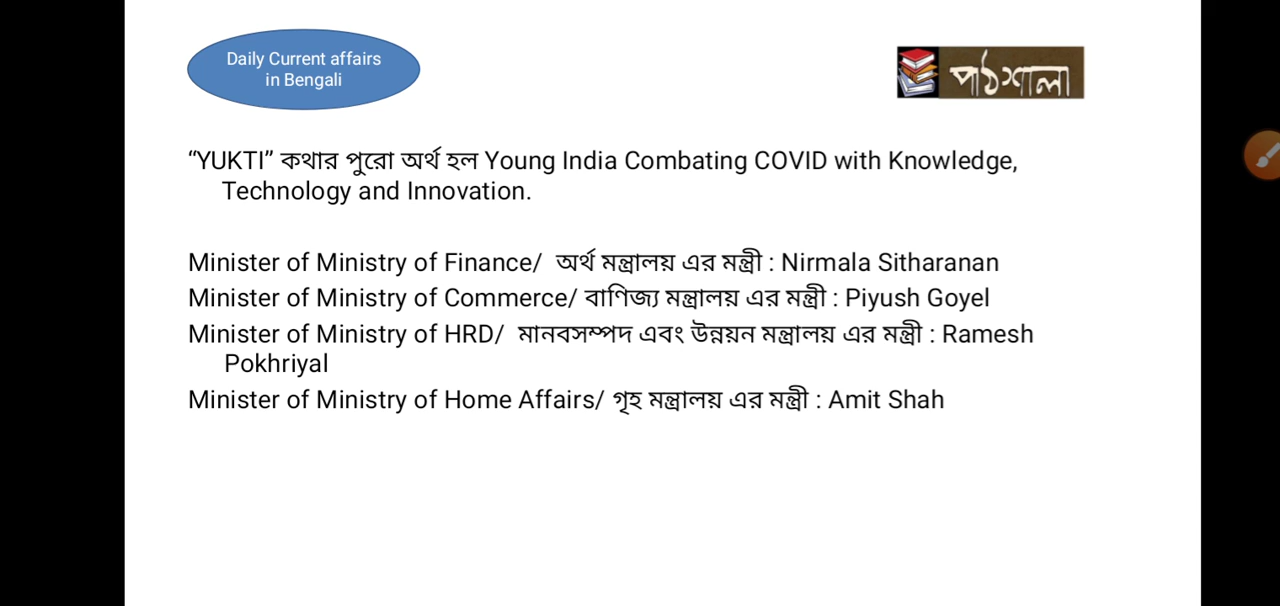 Daily Current affairs
in Bengali
পাঠশালা
“YUKTI” কথার পুরো অর্থ হল Young India Combating COVID with Knowledge,
Technology and Innovation.
Minister of Ministry of Finance/ অর্থ মন্ত্রালয় এর মন্ত্রী : Nirmala Sitharanan
Minister of Ministry of Commerce/ বাণিজ্য মন্ত্রালয় এর মন্ত্রী : Piyush Goyel
Minister of Ministry of HRD/ মানবসম্পদ এবং উন্নয়ন মন্ত্রালয় এর মন্ত্রী : Ramesh
Pokhriyal
Minister of Ministry of Home Affairs/ গৃহ মন্ত্রালয় এর মন্ত্রী : Amit Shah